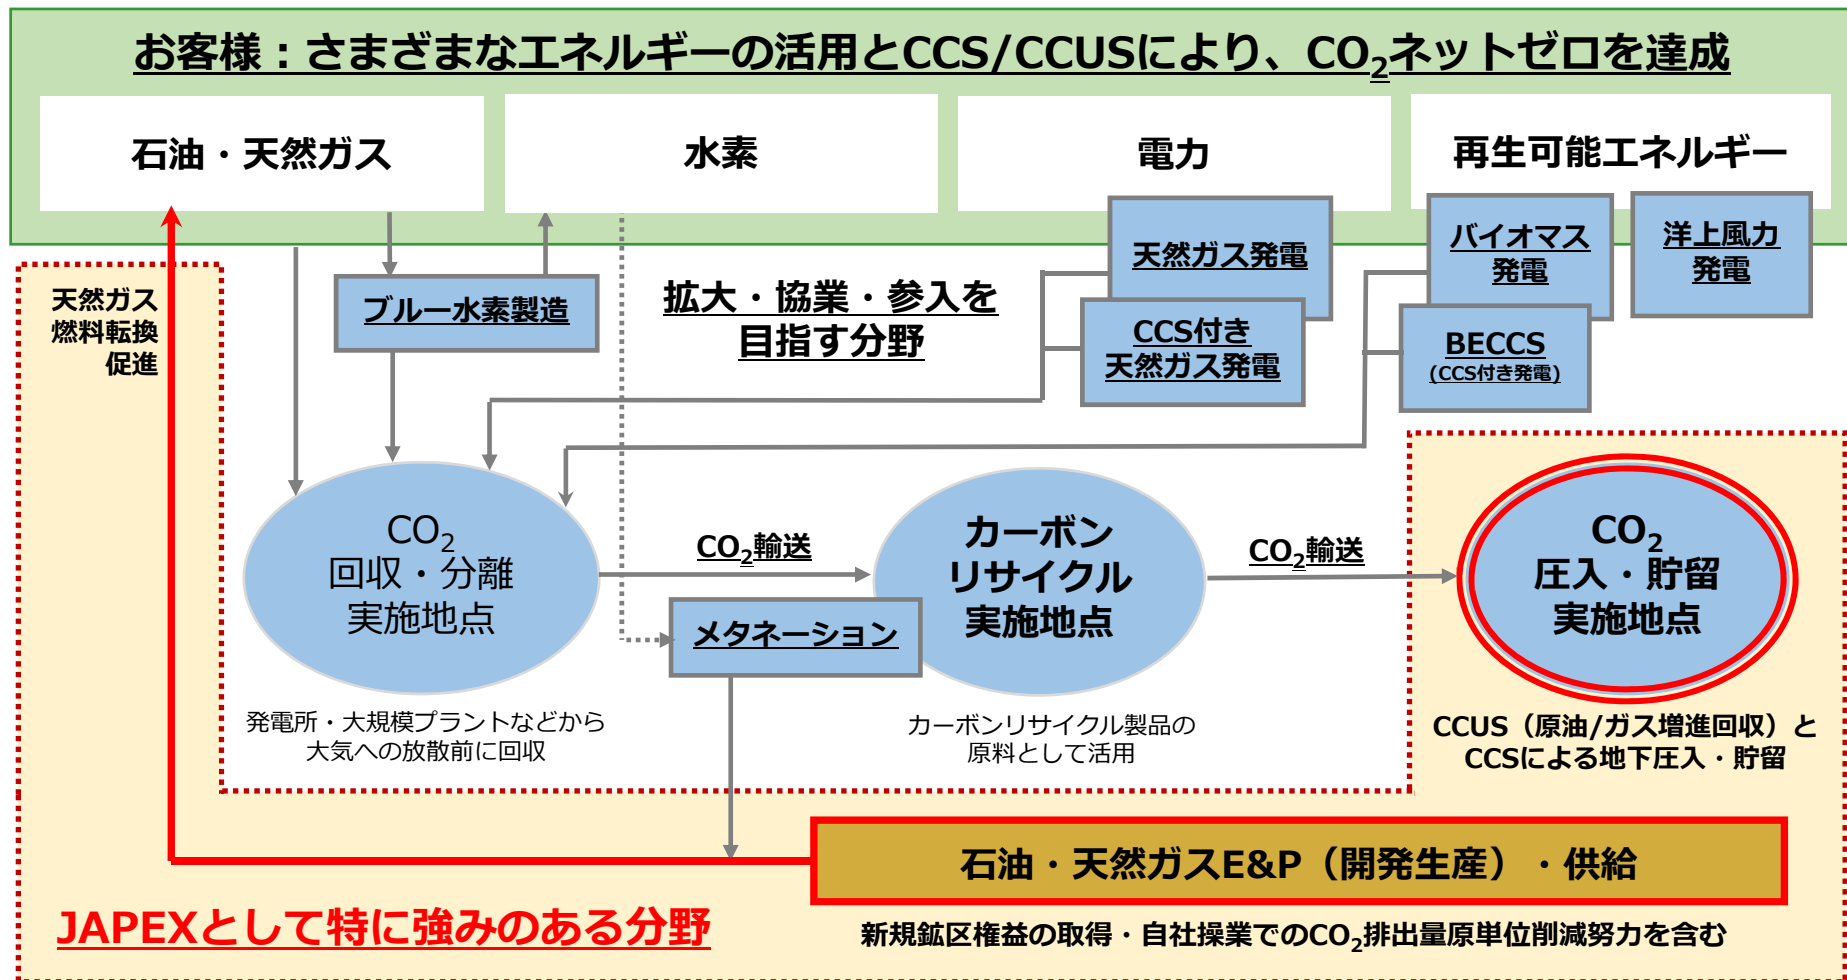 お客様：さまざまなエネルギーの活用とCCS/CCUSにより、CO2ネットゼロを達成
石油・天然ガス
水素
電力
再生可能エネルギー
天然ガス発電
バイオマス
発電
洋上風力
発電
天然ガス
燃料転換
促進
ブルー水素製造
拡大・協業・参入を
目指す分野
CCS付き
天然ガス発電
BECCS
(CCS付き発電)
CO2
回収・分離
実施地点
CO2輸送
カーボン
リサイクル
実施地点
CO2輸送
CO2
圧入・貯留
実施地点
メタネーション
発電所・大規模プラントなどから
大気への放散前に回収
カーボンリサイクル製品の
原料として活用
CCUS（原油/ガス増進回収）と
CCSによる地下圧入・貯留
石油・天然ガスE&P（開発生産）・供給
JAPEXとして特に強みのある分野
新規鉱区権益の取得・自社操業でのCO2排出量原単位削減努力を含む